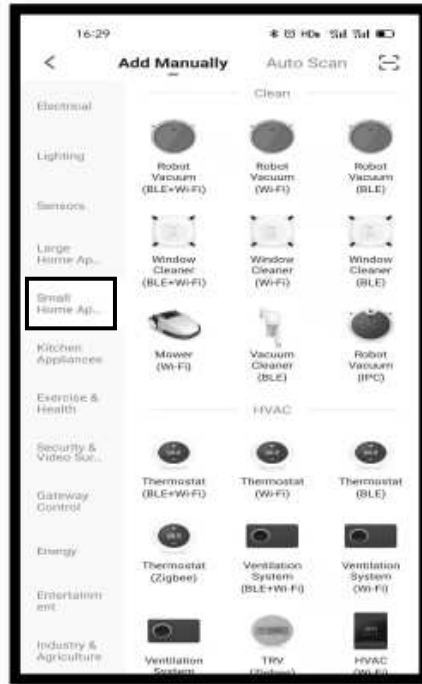 16:29
Add Manually
Auto Scan
Electrical
Lighting
Sensors
Large
Home Ap...
Small
Home Ap...
Kitchen
Appliances
Exercise &
Health
Security &
Video Sur...
Gateway
Control
Energy
Entertainm
ent
Industry &
Agriculture
Clean
Robot
Vacuum
(BLE+Wi-Fi)
Robot
Vacuum
(Wi-Fi)
Robot
Vacuum
(BLE)
Window
Cleaner
(BLE+Wi-Fi)
Window
Cleaner
(Wi-Fi)
Window
Cleaner
(BLE)
Mower
(Wi-Fi)
Vacuum
Cleaner
(BLE)
Robot
Vacuum
(IPC)
HVAC
Thermostat
(BLE+Wi-Fi)
Thermostat
(Wi-Fi)
Thermostat
(BLE)
Thermostat
(Zigbee)
Ventilation
System
(BLE+Wi-Fi)
Ventilation
System
(Wi-Fi)
Ventilation
System
TRV
(Zigbee)
HVAC
(Wi-Fi)